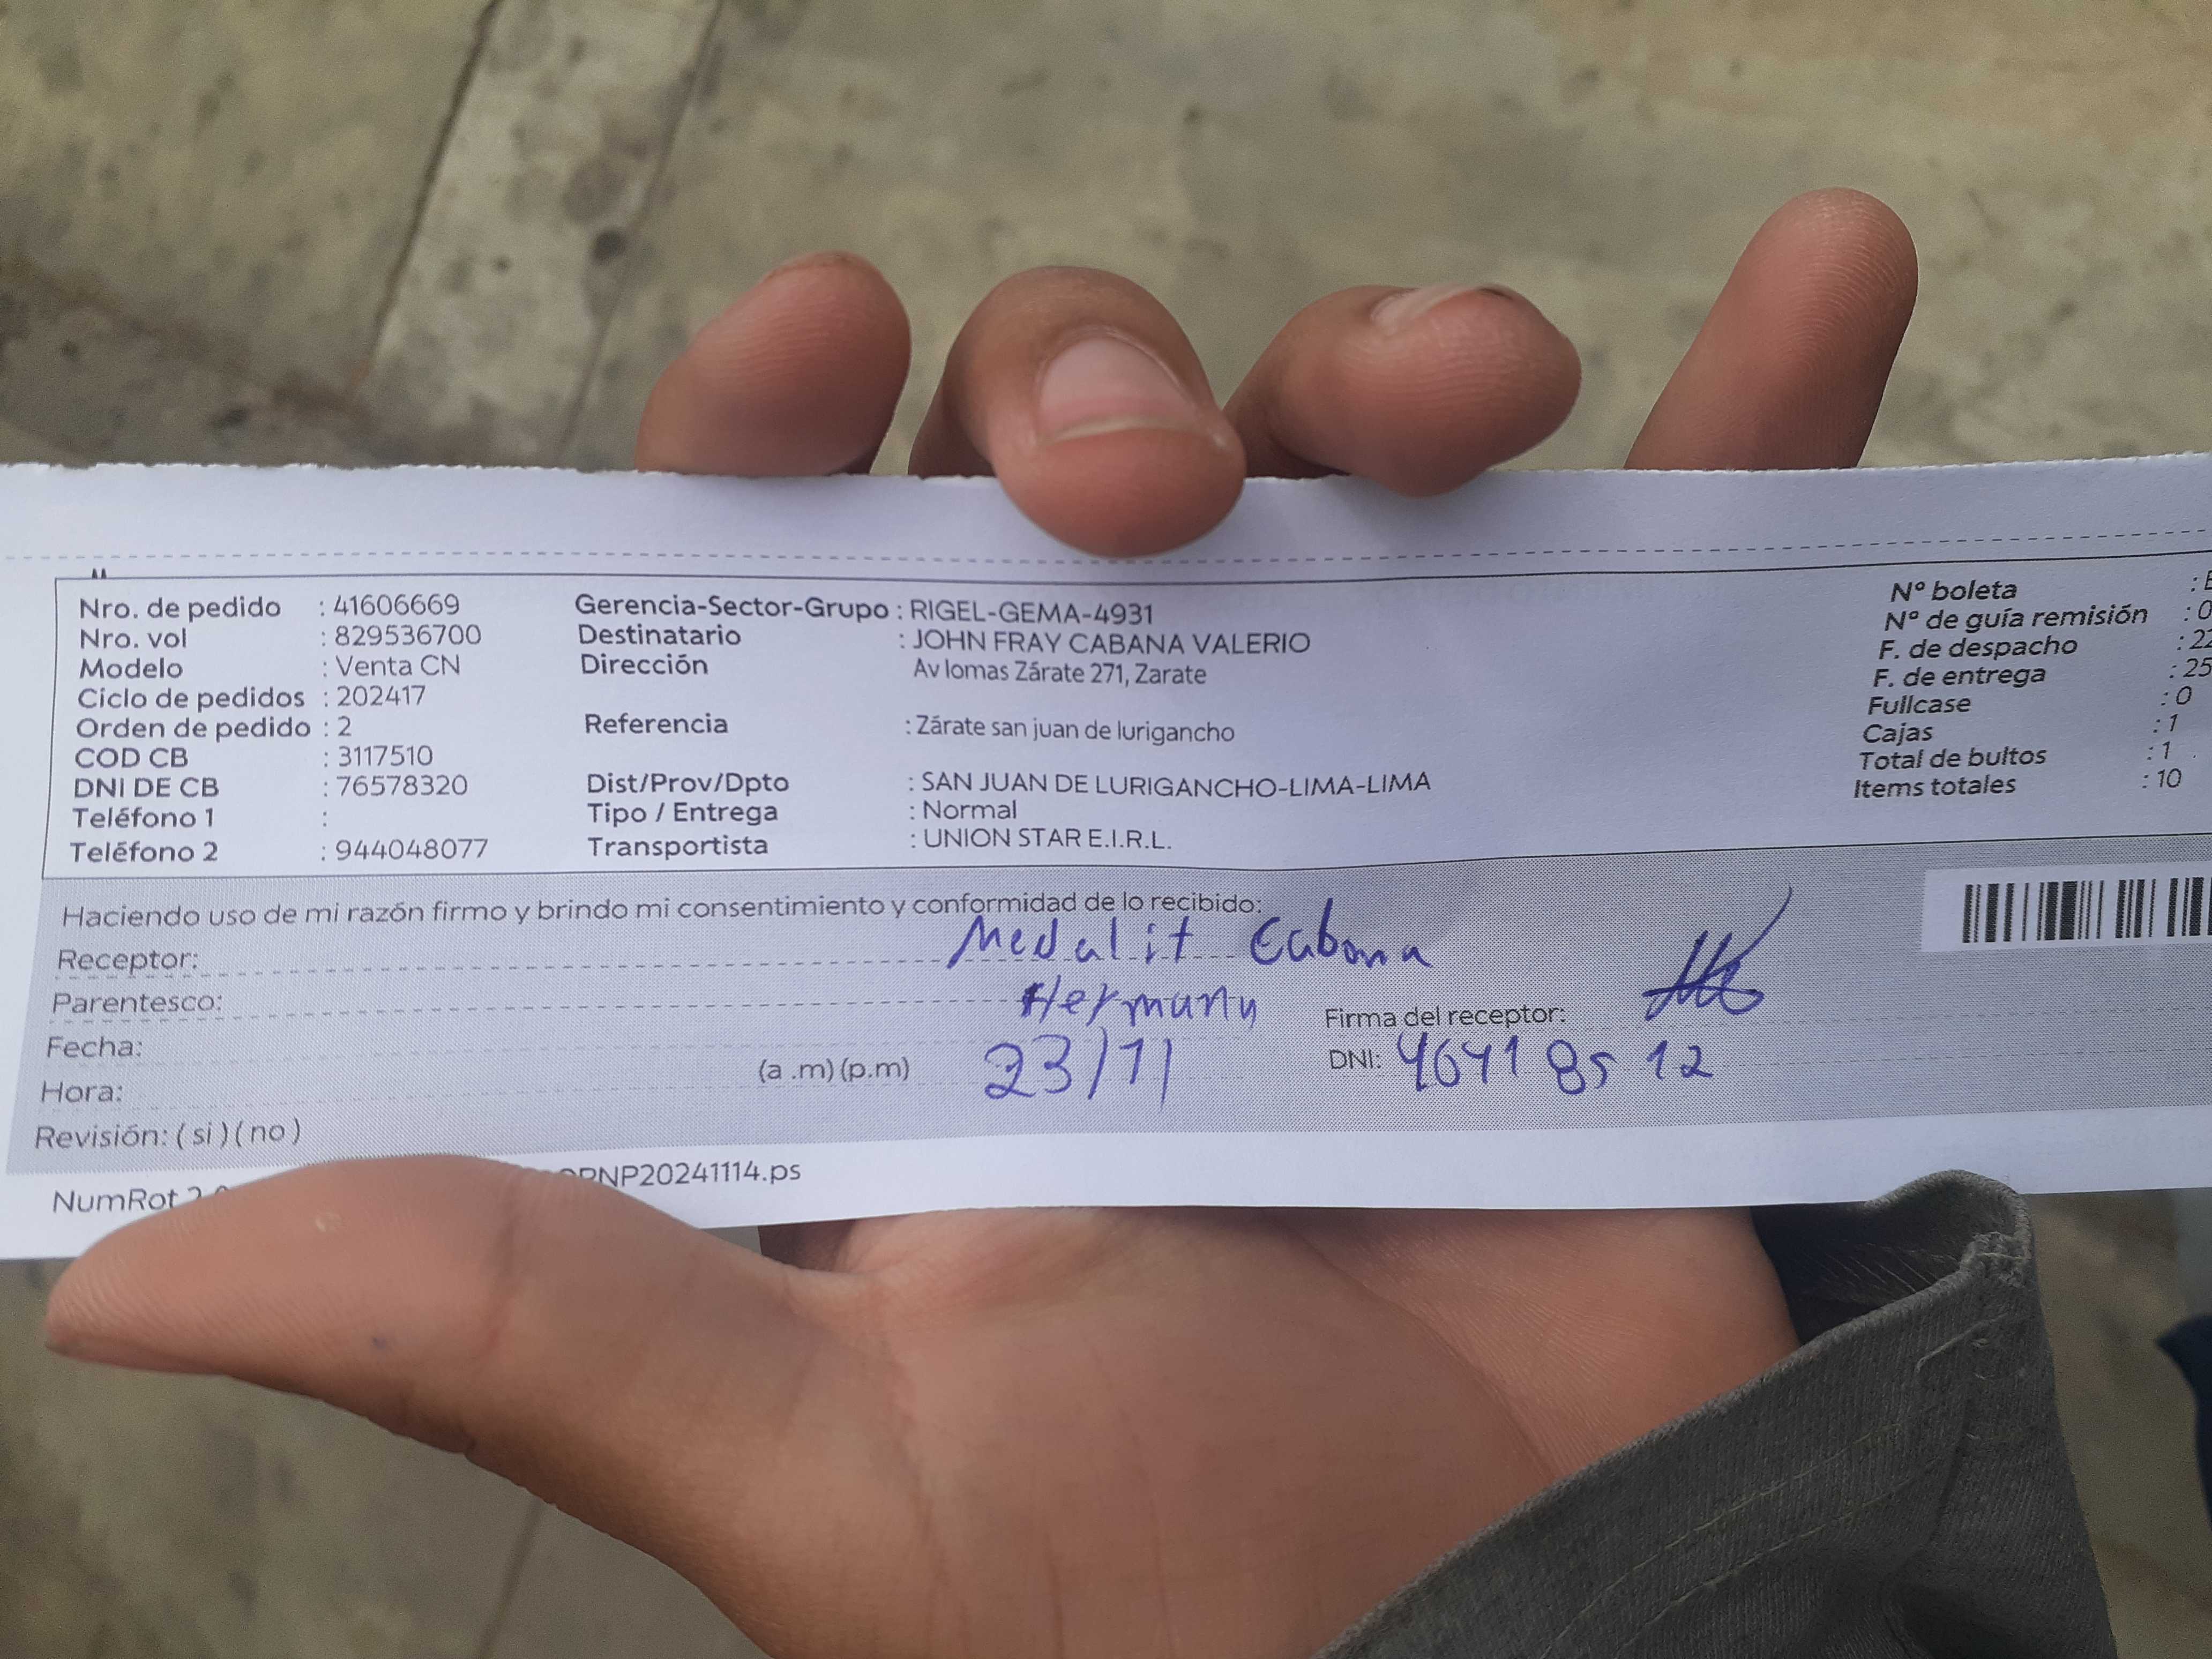 Nro. de pedido : 41606669
Nro. vol : 829536700
Modelo : Venta CN
Ciclo de pedidos : 202417
Orden de pedido : 2
COD CB : 3117510
DNI DE CB : 76578320
Teléfono 1 :
Teléfono 2 : 944048077
Gerencia-Sector-Grupo : RIGEL-GEMA-4931
Destinatario : JOHN FRAY CABANA VALERIO
Dirección Av lomas Zárate 271, Zarate
Referencia : Zárate san juan de lurigancho
Dist/Prov/Dpto : SAN JUAN DE LURIGANCHO-LIMA-LIMA
Tipo / Entrega : Normal
Transportista : UNION STAR E.I.R.L.
N° boleta :
N° de guía remisión : 0
F. de despacho : 22
F. de entrega : 25
Fullcase : 0
Cajas : 1
Total de bultos : 1
Items totales : 10
Haciendo uso de mi razón firmo y brindo mi consentimiento y conformidad de lo recibido:
Receptor: Medalit Cabana
Parentesco: Hermana
Firma del receptor:
Fecha: 23/11
DNI: 46418512
Hora: (a .m) (p.m)
Revisión: ( si ) ( no )
NumRot PNP20241114.ps